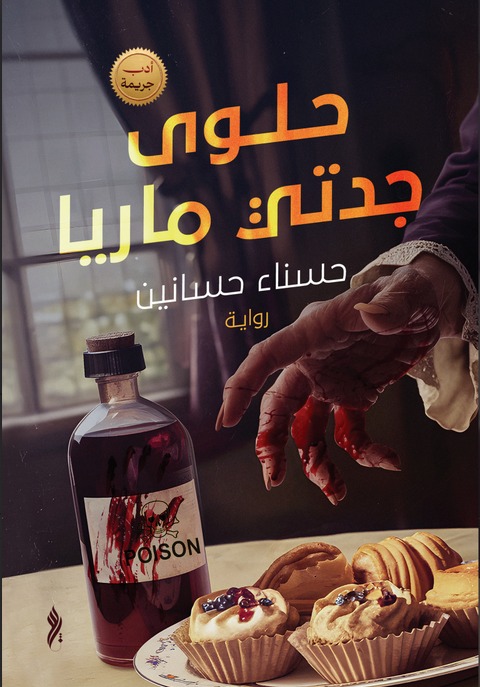 أدب
جريمة
حلوى
جدتي ماريا
حسناء حسانين
رواية
POISON